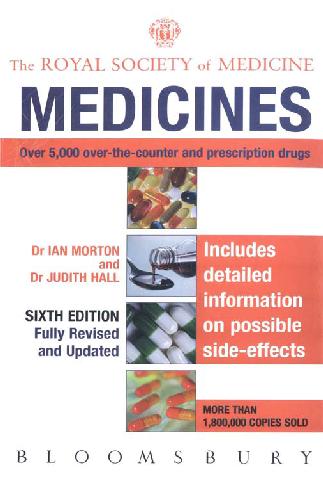 The ROYAL SOCIETY of MEDICINE
MEDICINES
Over 5,000 over-the-counter and prescription drugs
Dr IAN MORTON
and
Dr JUDITH HALL
Includes
detailed
information
on possible
side-effects
SIXTH EDITION
Fully Revised
and Updated
MORE THAN
1,800,000 COPIES SOLD
BLOOMSBURY